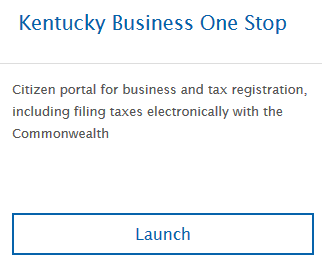 Kentucky Business One Stop
Citizen portal for business and tax registration,
including filing taxes electronically with the
Commonwealth
Launch